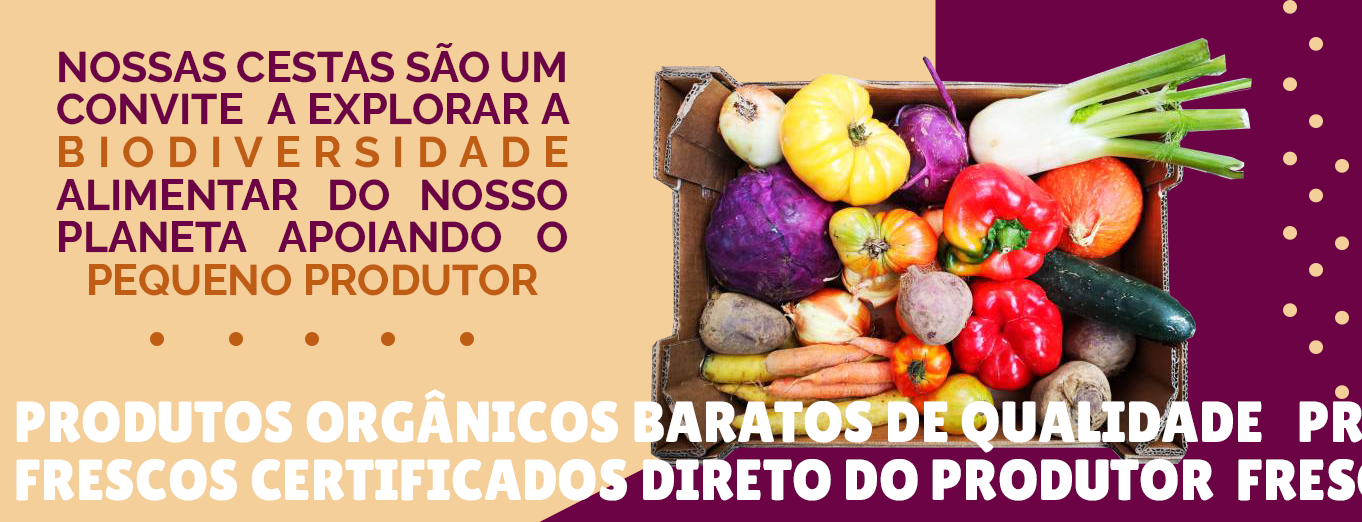 NOSSAS CESTAS SÃO UM
CONVITE A EXPLORAR A
BIODIVERSIDADE
ALIMENTAR DO NOSSO
PLANETA APOIANDO O
PEQUENO PRODUTOR
PRODUTOS ORGÂNICOS BARATOS DE QUALIDADE PR
FRESCOS CERTIFICADOS DIRETO DO PRODUTOR FRESC